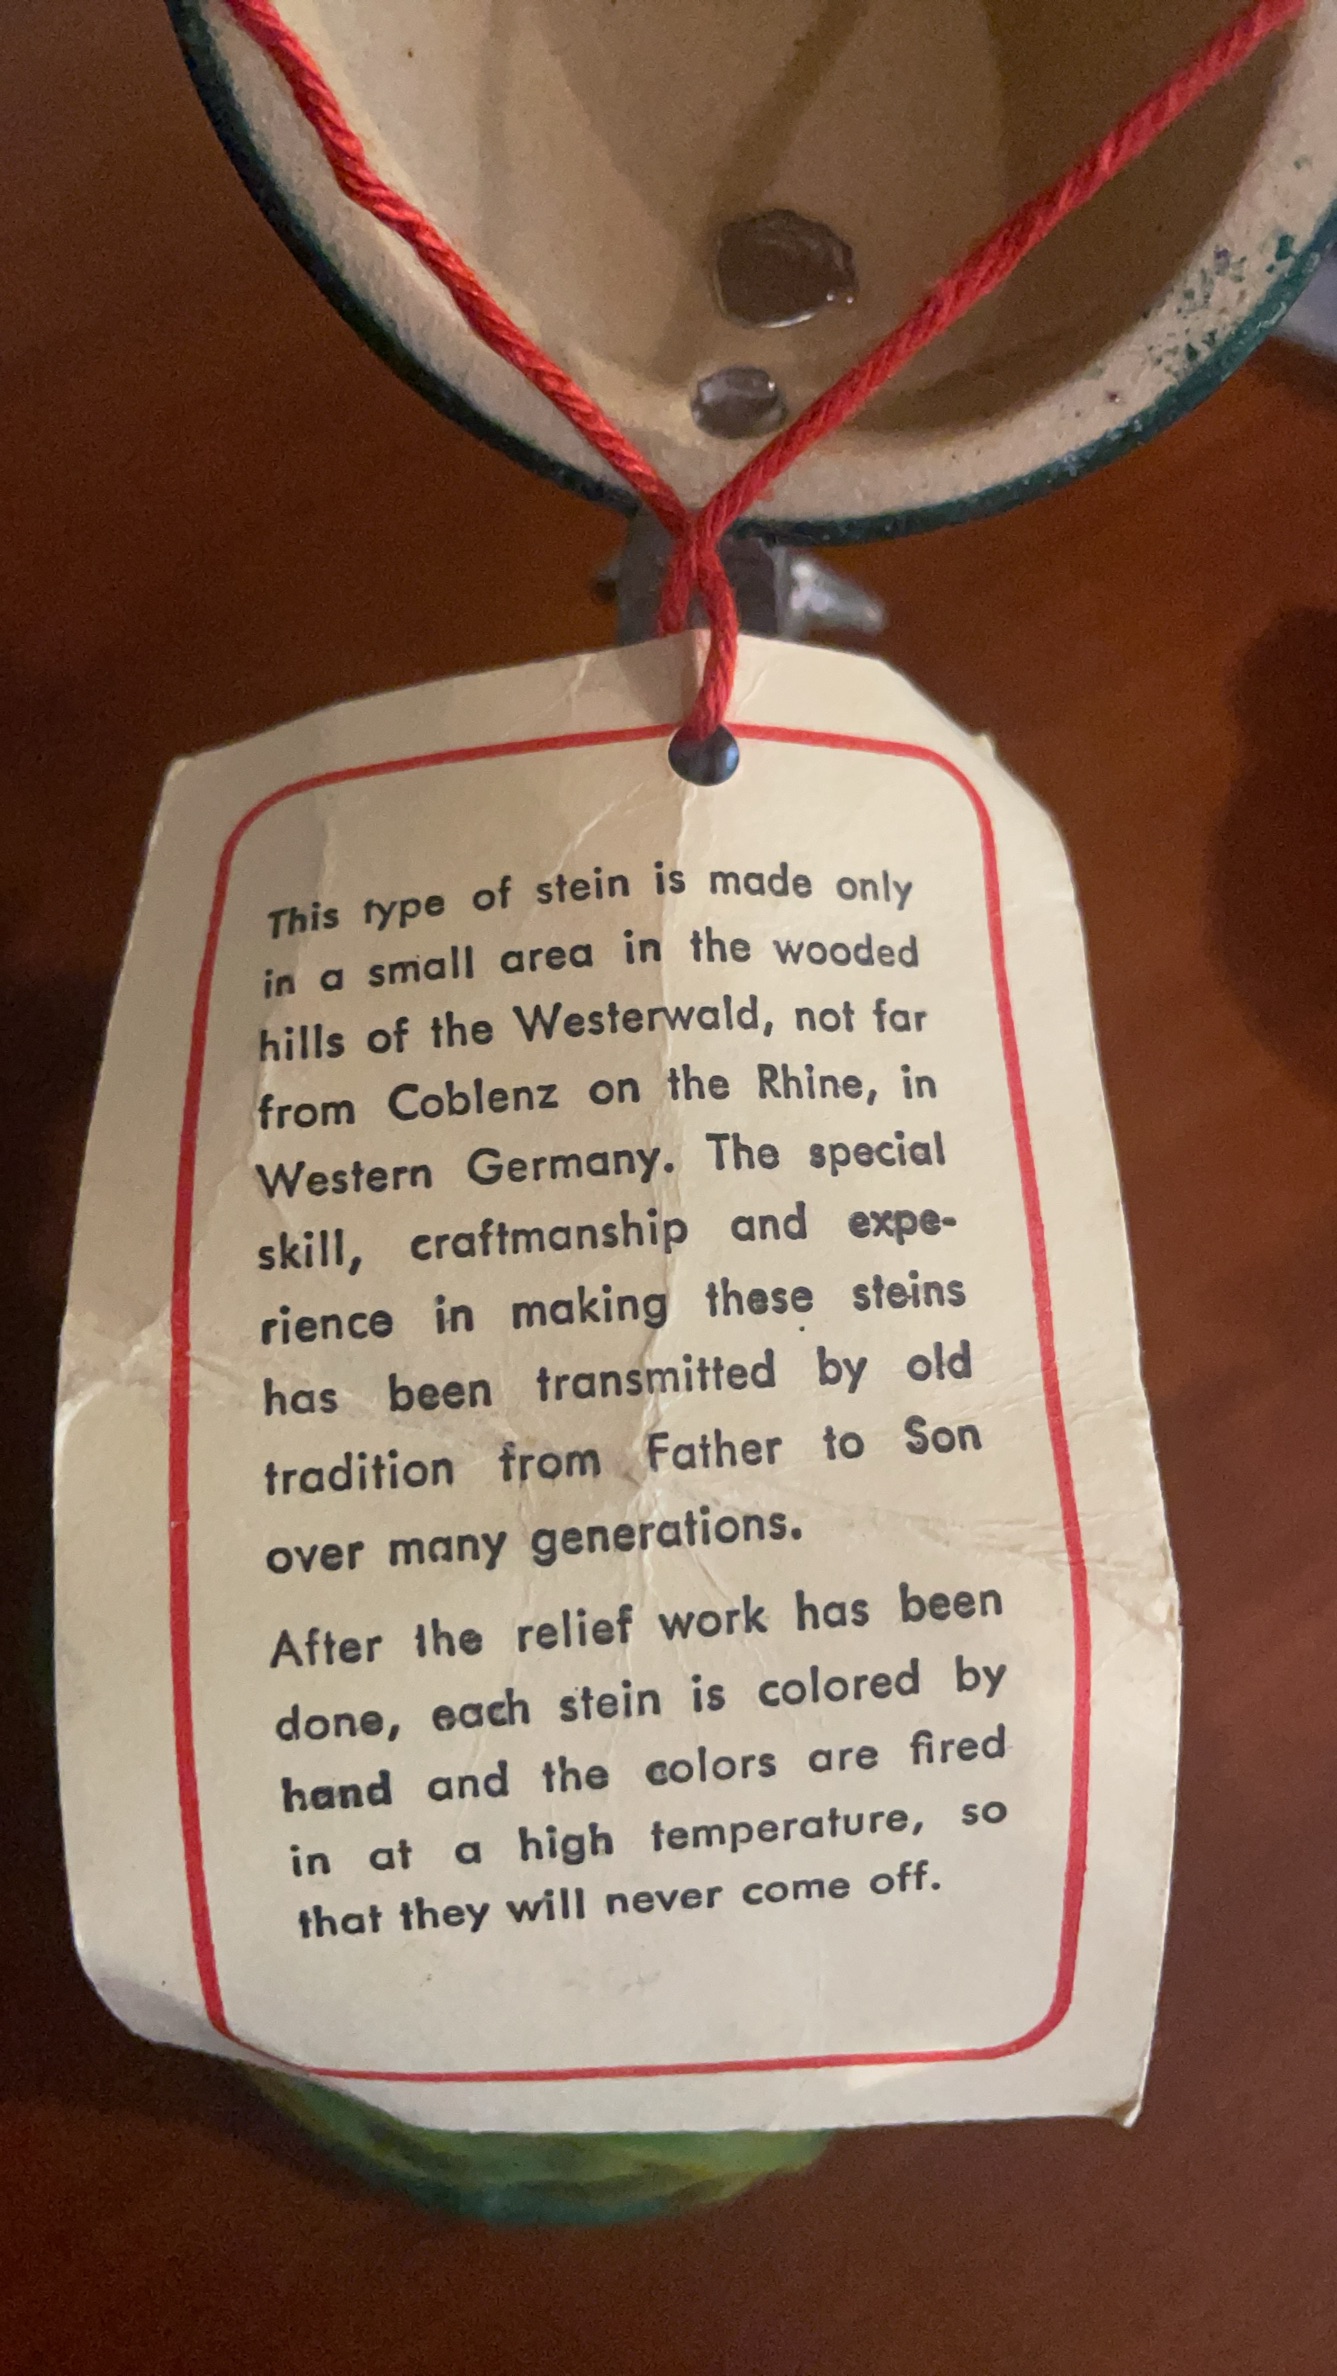 This type of stein is made only
in a small area in the wooded
hills of the Westerwald, not far
from Coblenz on the Rhine, in
Western Germany. The special
skill, craftmanship and expe-
rience in making these steins
has been transmitted by old
tradition from Father to Son
over many generations.
After the relief work has been
done, each stein is colored by
hand and the colors are fired
in at a high temperature, so
that they will never come off.